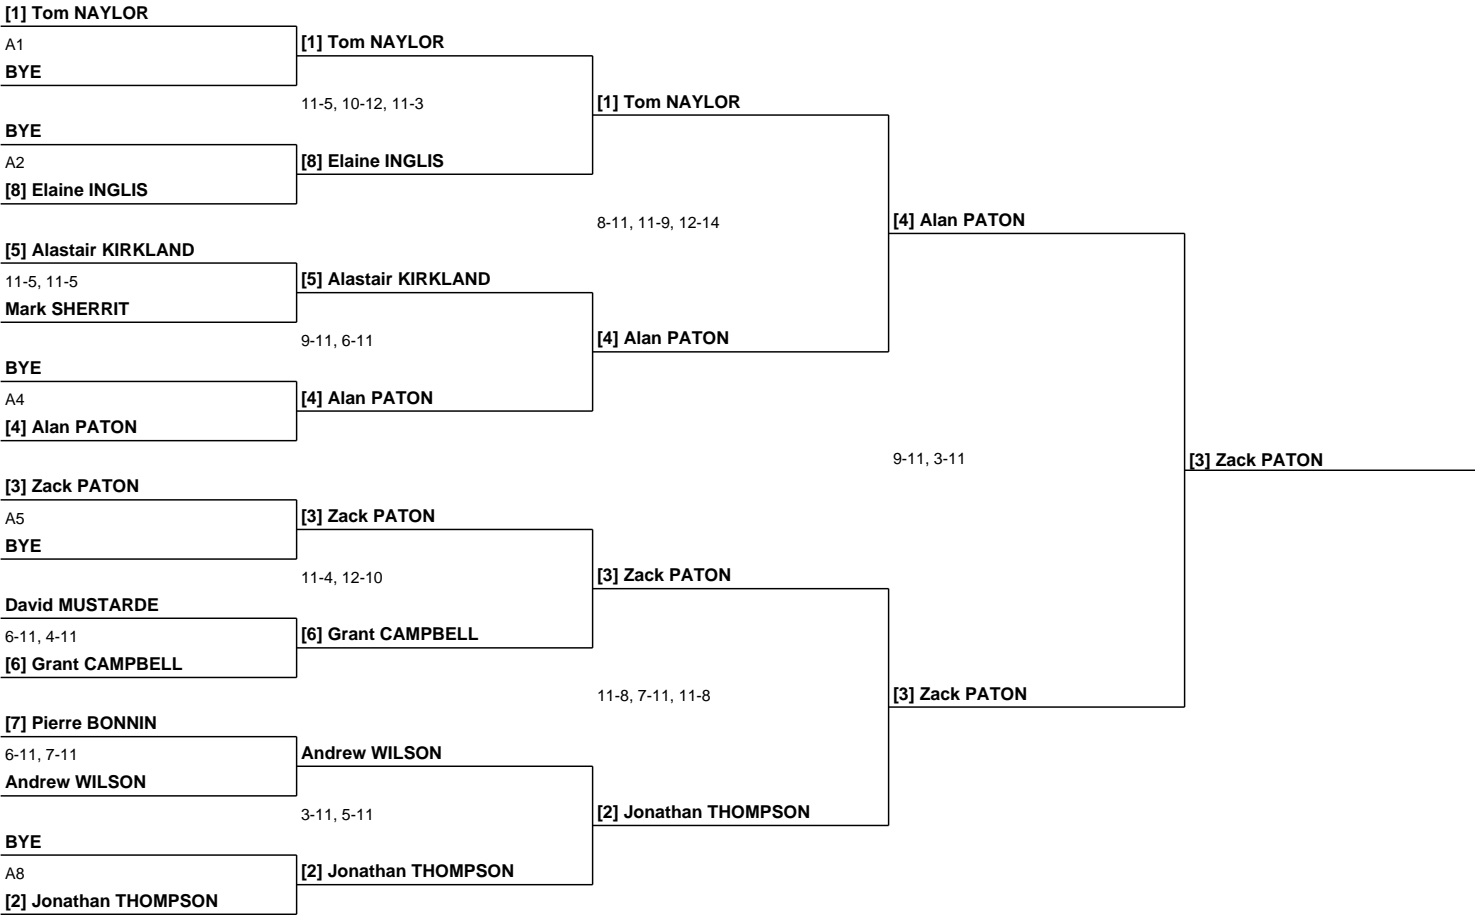 [1] Tom NAYLOR
A1
BYE
BYE
A2
[8] Elaine INGLIS
[5] Alastair KIRKLAND
11-5, 11-5
Mark SHERRIT
BYE
A4
[4] Alan PATON
[3] Zack PATON
A5
BYE
David MUSTARDE
6-11, 4-11
[6] Grant CAMPBELL
[7] Pierre BONNIN
6-11, 7-11
Andrew WILSON
BYE
A8
[2] Jonathan THOMPSON
[1] Tom NAYLOR
11-5, 10-12, 11-3
[8] Elaine INGLIS
[5] Alastair KIRKLAND
9-11, 6-11
[4] Alan PATON
[3] Zack PATON
11-4, 12-10
[6] Grant CAMPBELL
Andrew WILSON
3-11, 5-11
[2] Jonathan THOMPSON
[1] Tom NAYLOR
8-11, 11-9, 12-14
[4] Alan PATON
[3] Zack PATON
11-8, 7-11, 11-8
[2] Jonathan THOMPSON
[4] Alan PATON
9-11, 3-11
[3] Zack PATON
[3] Zack PATON